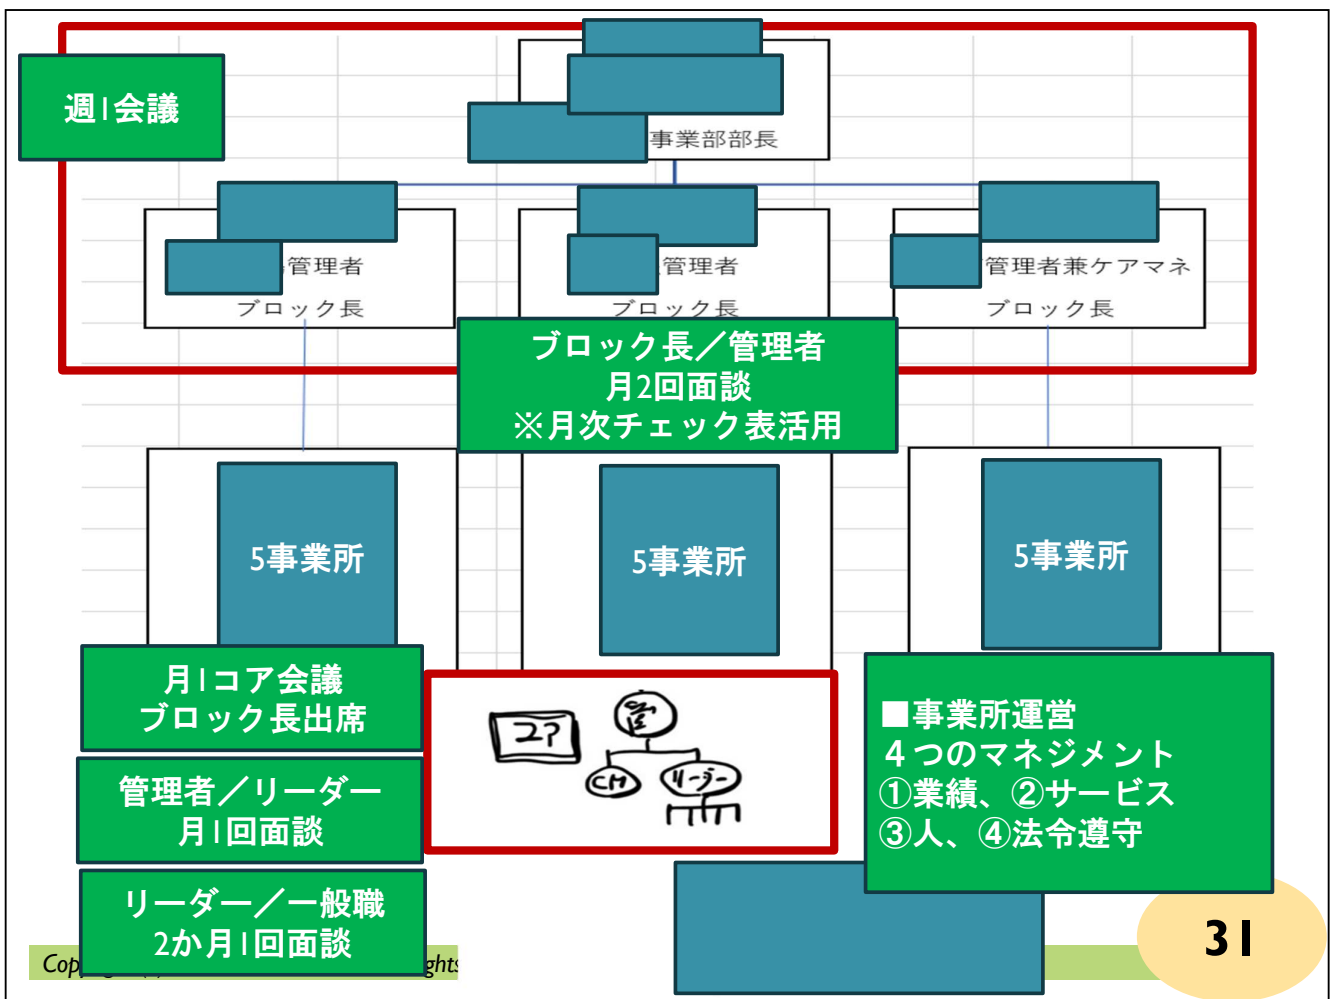 週1会議
事業部部長
管理者
ブロック長
管理者
ブロック長
管理者兼ケアマネ
ブロック長
ブロック長／管理者
月2回面談
※月次チェック表活用
5事業所
5事業所
5事業所
月1コア会議
ブロック長出席
管理者／リーダー
月1回面談
リーダー／一般職
2か月1回面談
コア
管
CM
リーダー
■事業所運営
４つのマネジメント
①業績、②サービス
③人、④法令遵守
31